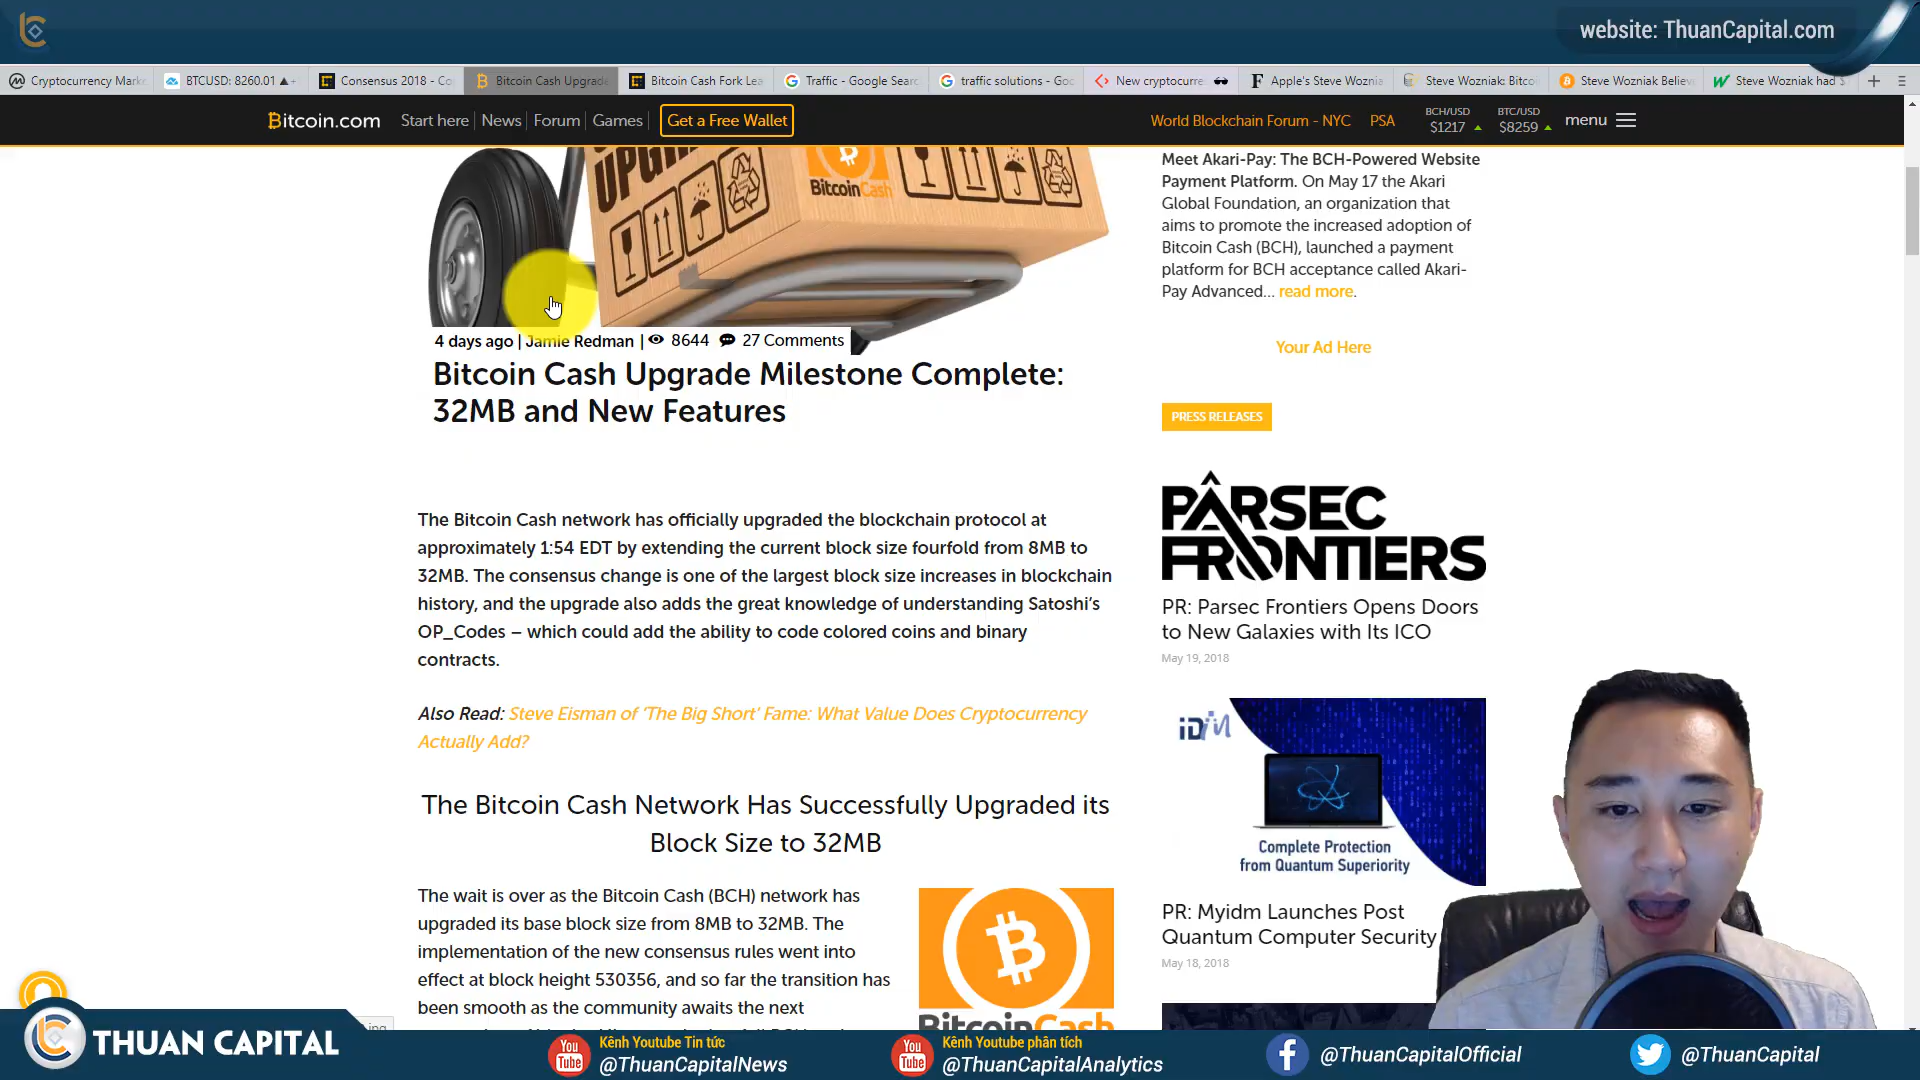 website: ThuanCapital.com
Cryptocurrency Marke
BTCUSD: 8260.01 ▲+
Consensus 2018 - Co
Bitcoin Cash Upgrade
Bitcoin Cash Fork Lea
Traffic - Google Searc
traffic solutions - Goo
New cryptocurre
Apple's Steve Woznia
Steve Wozniak: Bitco
Steve Wozniak Believ
Steve Wozniak had $
Bitcoin.com
Start here
News
Forum
Games
Get a Free Wallet
World Blockchain Forum - NYC
PSA
BCH/USD
$1217 ▲
BTC/USD
$8259 ▲
menu
BitcoinCash
4 days ago | Jamie Redman | 8644 27 Comments
Bitcoin Cash Upgrade Milestone Complete:
32MB and New Features
The Bitcoin Cash network has officially upgraded the blockchain protocol at
approximately 1:54 EDT by extending the current block size fourfold from 8MB to
32MB. The consensus change is one of the largest block size increases in blockchain
history, and the upgrade also adds the great knowledge of understanding Satoshi's
OP_Codes – which could add the ability to code colored coins and binary
contracts.
Also Read: Steve Eisman of 'The Big Short' Fame: What Value Does Cryptocurrency
Actually Add?
The Bitcoin Cash Network Has Successfully Upgraded its
Block Size to 32MB
The wait is over as the Bitcoin Cash (BCH) network has
upgraded its base block size from 8MB to 32MB. The
implementation of the new consensus rules went into
effect at block height 530356, and so far the transition has
been smooth as the community awaits the next
BitcoinCash
Meet Akari-Pay: The BCH-Powered Website
Payment Platform. On May 17 the Akari
Global Foundation, an organization that
aims to promote the increased adoption of
Bitcoin Cash (BCH), launched a payment
platform for BCH acceptance called Akari-
Pay Advanced... read more.
Your Ad Here
PRESS RELEASES
PARSEC
FRONTIERS
PR: Parsec Frontiers Opens Doors
to New Galaxies with Its ICO
May 19, 2018
iDM
Complete Protection
from Quantum Superiority
PR: Myidm Launches Post
Quantum Computer Security
May 18, 2018
THUAN CAPITAL
You
Tube
Kênh Youtube Tin tức
@ThuanCapitalNews
You
Tube
Kênh Youtube phân tích
@ThuanCapitalAnalytics
@ThuanCapitalOfficial
@ThuanCapital